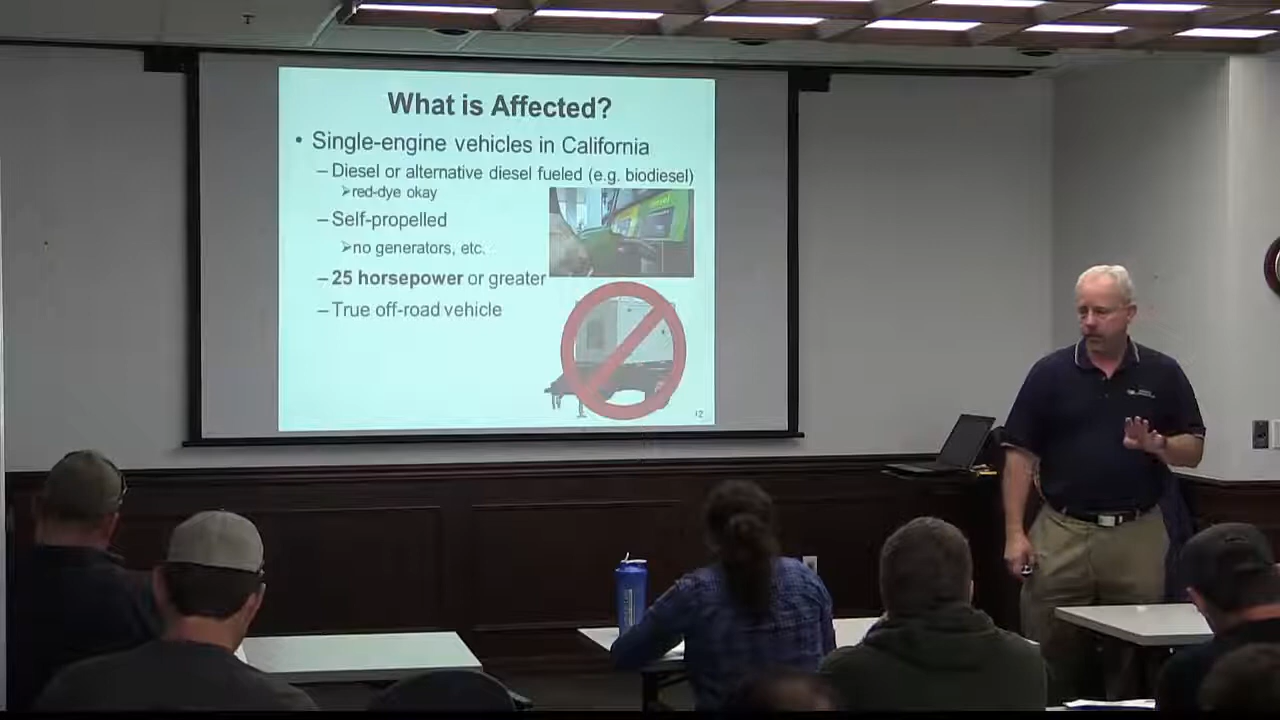 What is Affected?
• Single-engine vehicles in California
– Diesel or alternative diesel fueled (e.g. biodiesel)
➢red-dye okay
– Self-propelled
➢no generators, etc.
– 25 horsepower or greater
– True off-road vehicle
12